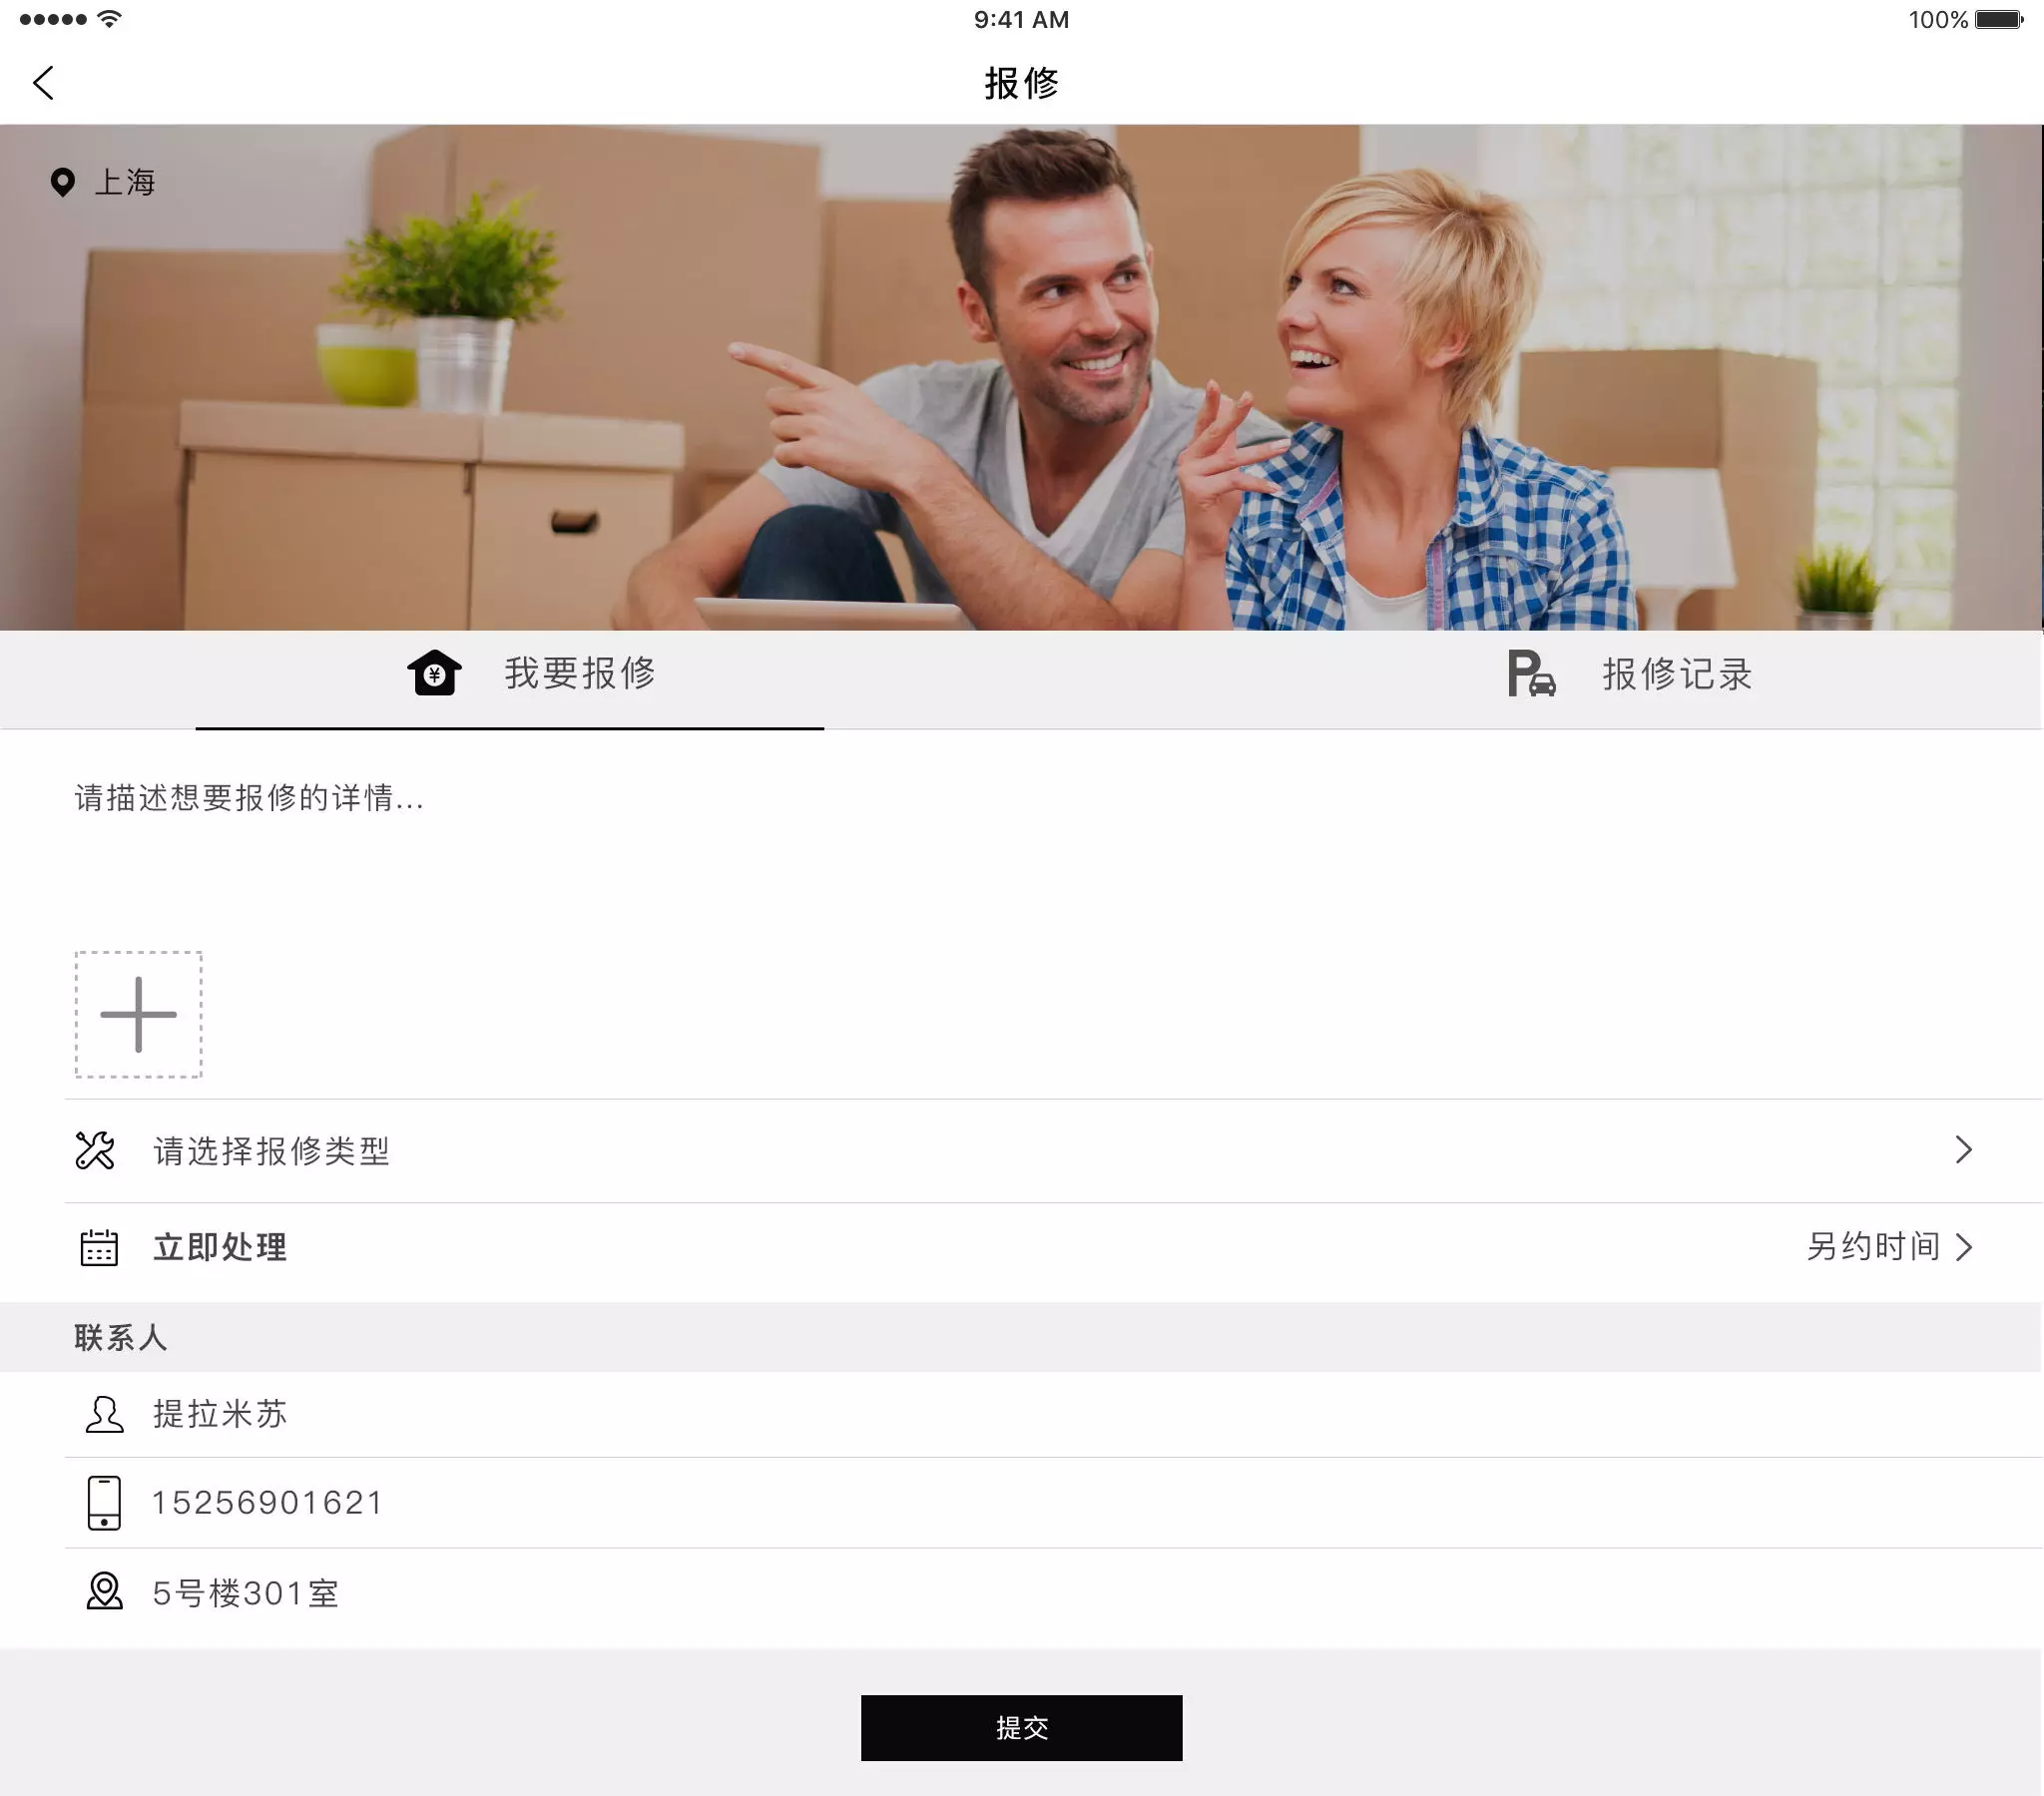 9:41 AM
100%
报修
上海
我要报修
报修记录
请描述想要报修的详情...
请选择报修类型
立即处理
另约时间
联系人
提拉米苏
15256901621
5号楼301室
提交